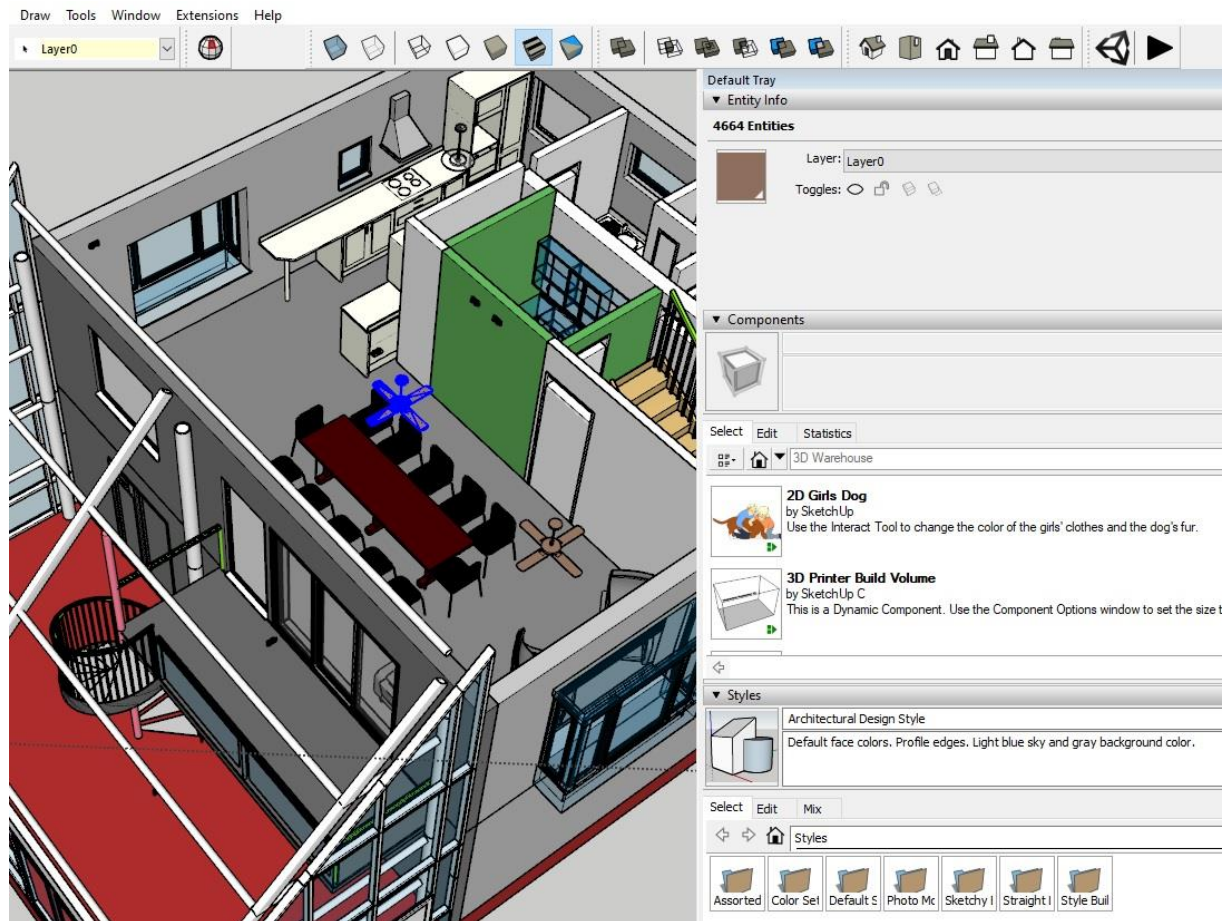 Draw Tools Window Extensions Help
Layer0
Default Tray
Entity Info
4664 Entities
Layer: Layer0
Toggles:
Components
Select Edit Statistics
3D Warehouse
2D Girls Dog
by SketchUp
Use the Interact Tool to change the color of the girls' clothes and the dog's fur.
3D Printer Build Volume
by SketchUp C
This is a Dynamic Component. Use the Component Options window to set the size t
Styles
Architectural Design Style
Default face colors. Profile edges. Light blue sky and gray background color.
Select Edit Mix
Styles
Assorted Color Set Default S Photo Mc Sketchy I Straight l Style Buil